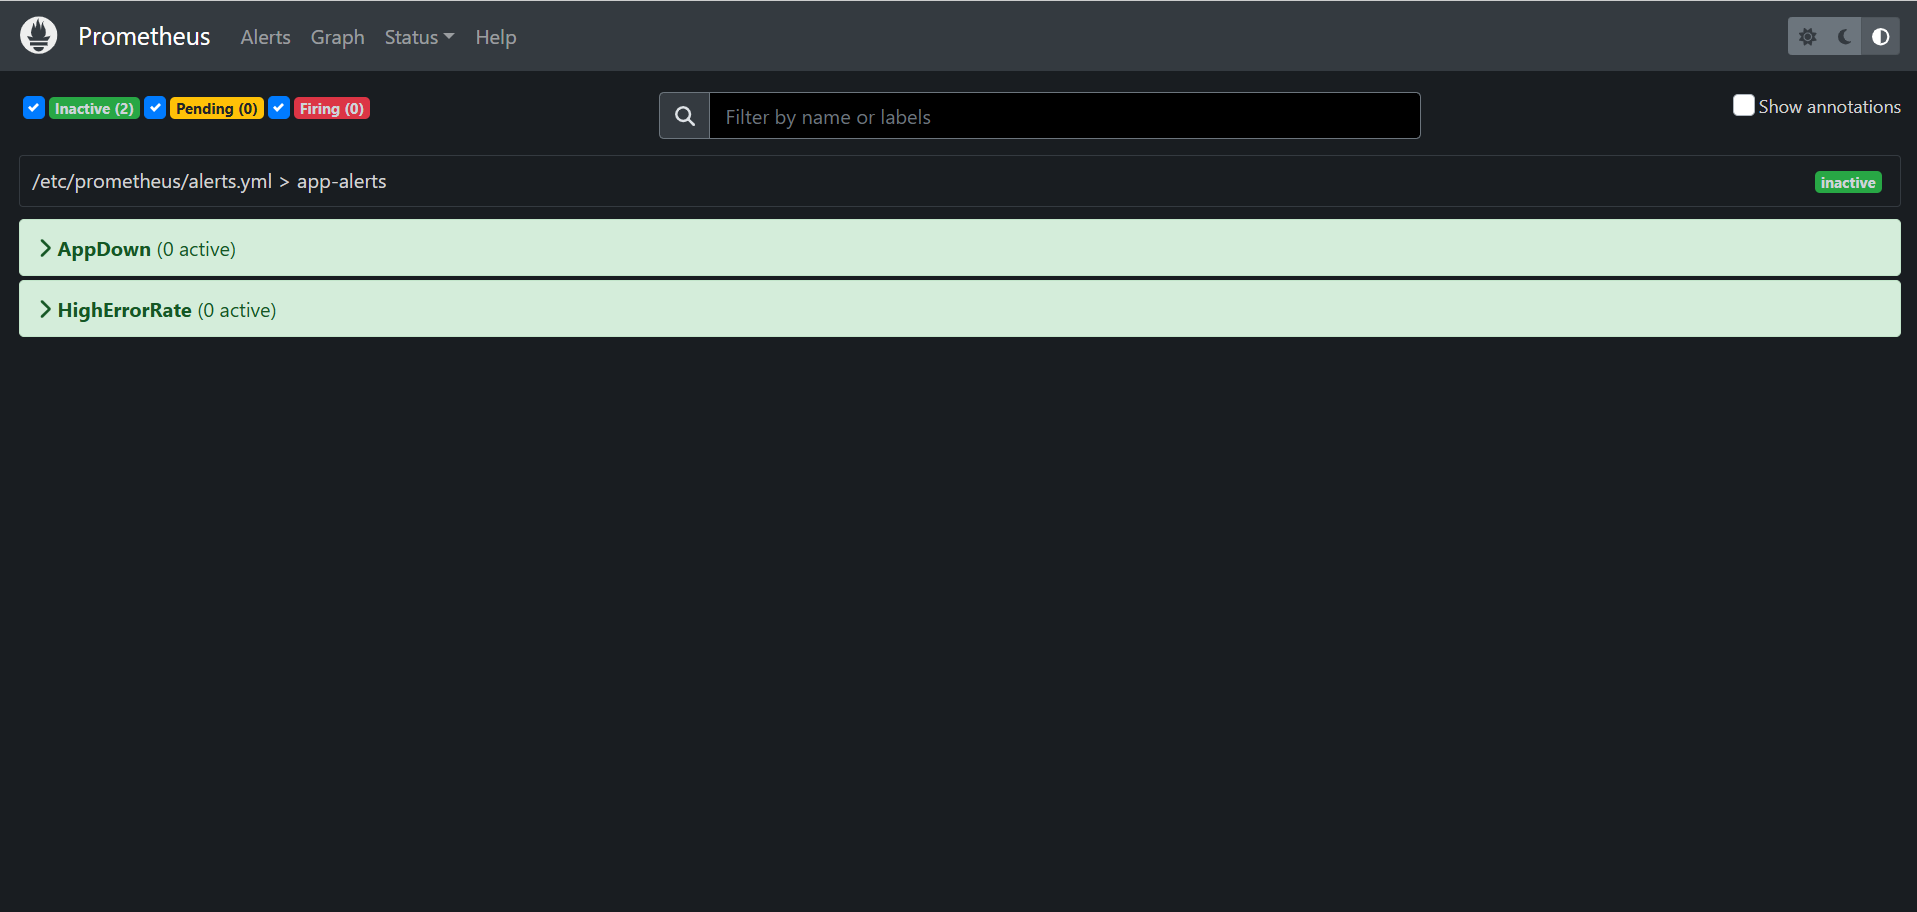 Prometheus Alerts Graph Status Help
Inactive (2) Pending (0) Firing (0) Filter by name or labels Show annotations
/etc/prometheus/alerts.yml > app-alerts inactive
AppDown (0 active)
HighErrorRate (0 active)